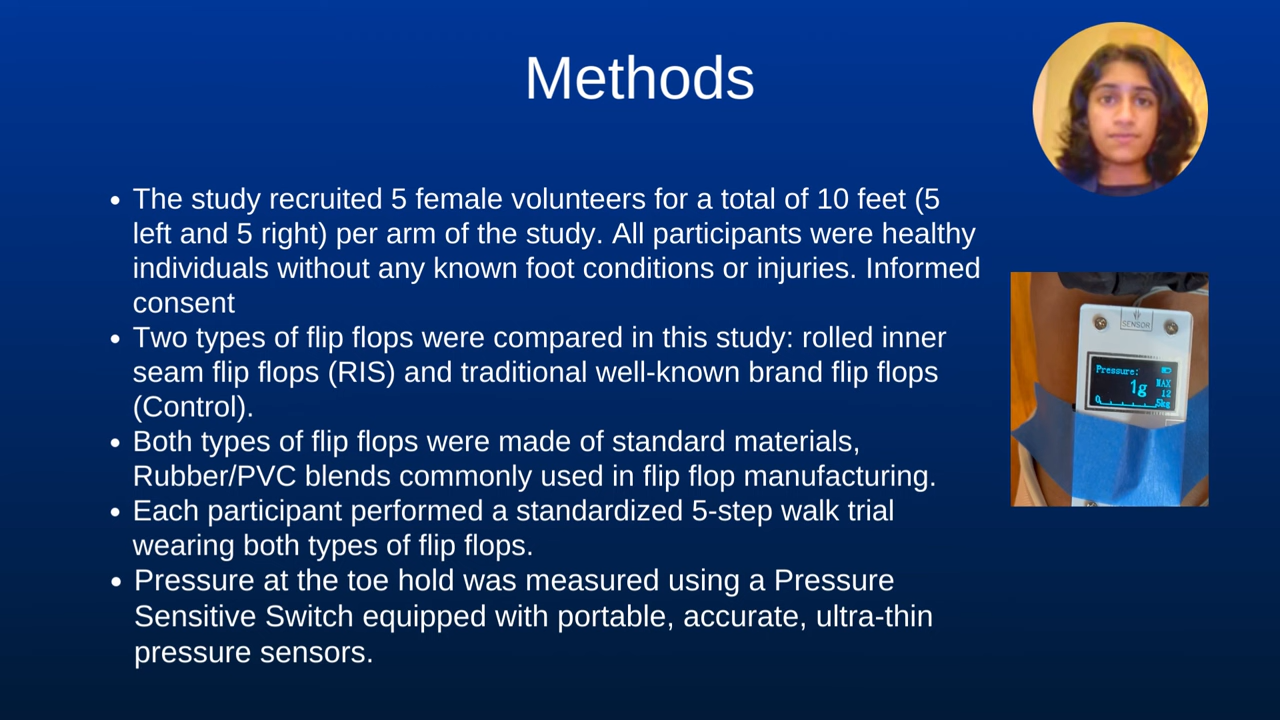 Methods
• The study recruited 5 female volunteers for a total of 10 feet (5
left and 5 right) per arm of the study. All participants were healthy
individuals without any known foot conditions or injuries. Informed
consent
• Two types of flip flops were compared in this study: rolled inner
seam flip flops (RIS) and traditional well-known brand flip flops
(Control).
• Both types of flip flops were made of standard materials,
Rubber/PVC blends commonly used in flip flop manufacturing.
• Each participant performed a standardized 5-step walk trial
wearing both types of flip flops.
• Pressure at the toe hold was measured using a Pressure
Sensitive Switch equipped with portable, accurate, ultra-thin
pressure sensors.
SENSOR
Pressure:
1g MAX
12
0 5kg